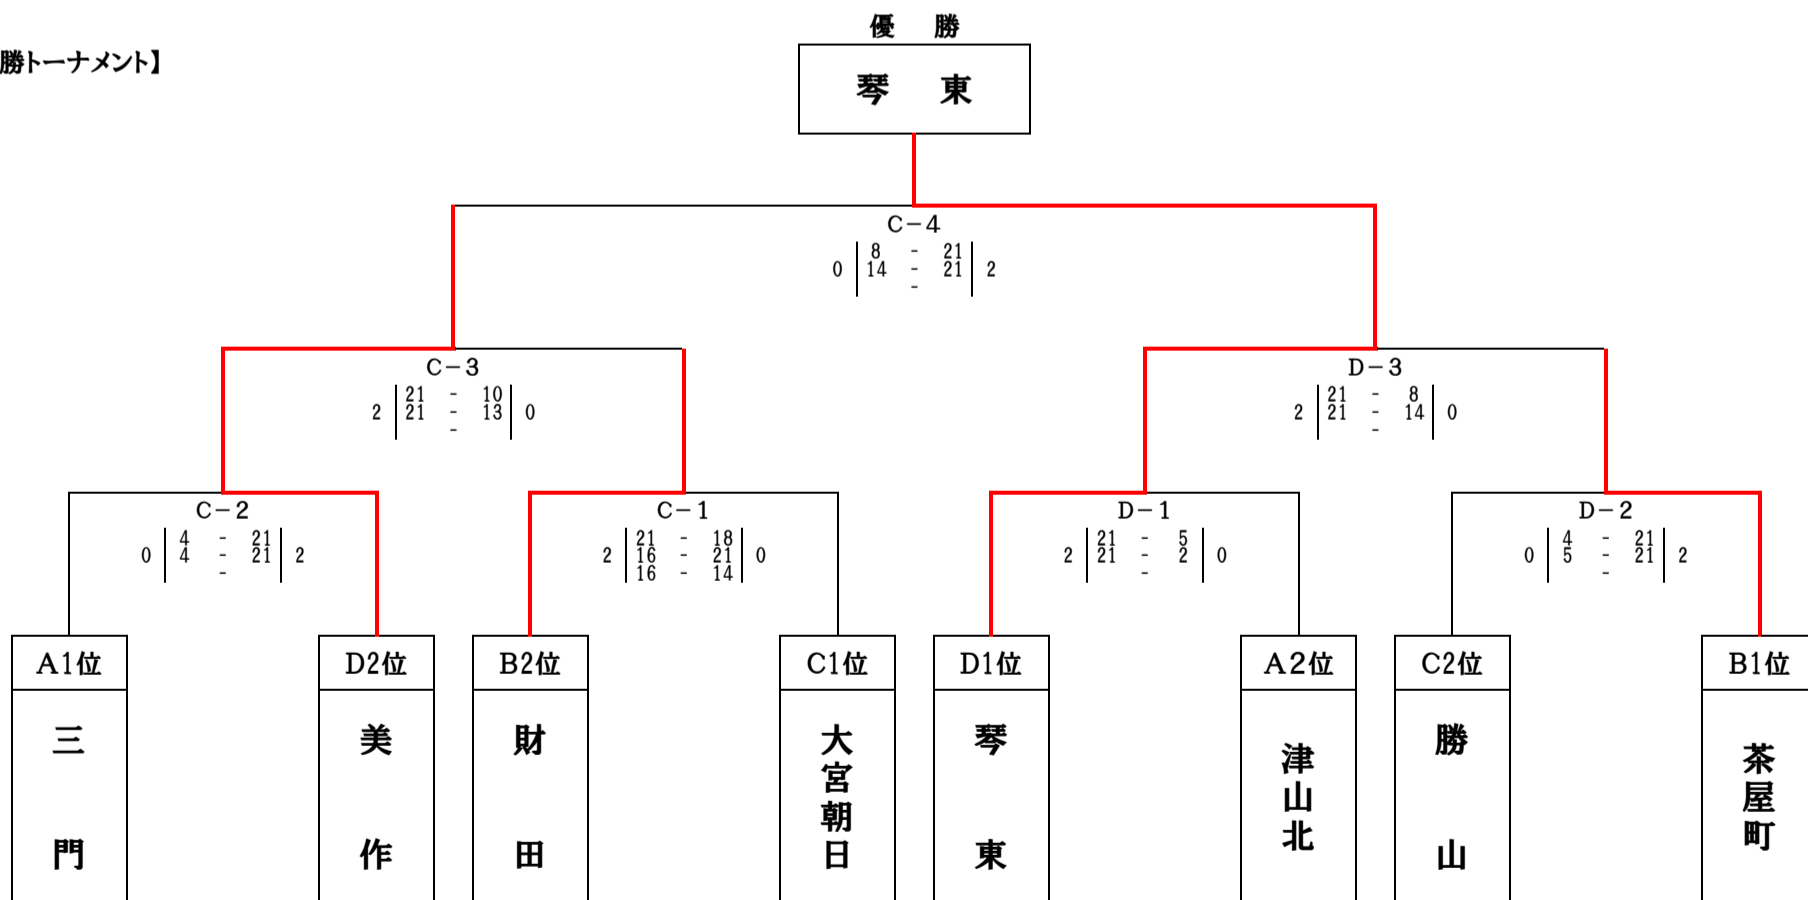 優 勝
勝トーナメント】
琴 東
C－4
8 - 21
0 14 - 21 2
-
C－3
21 - 10
2 21 - 13 0
-
D－3
21 - 8
2 21 - 14 0
-
C－2
4 - 21
0 4 - 21 2
-
C－1
21 - 18
2 16 - 21 0
16 - 14
D－1
21 - 5
2 21 - 2 0
-
D－2
4 - 21
0 5 - 21 2
-
A1位
D2位
B2位
C1位
D1位
A2位
C2位
B1位
三門
美作
財田
大宮朝日
琴東
津山北
勝山
茶屋町